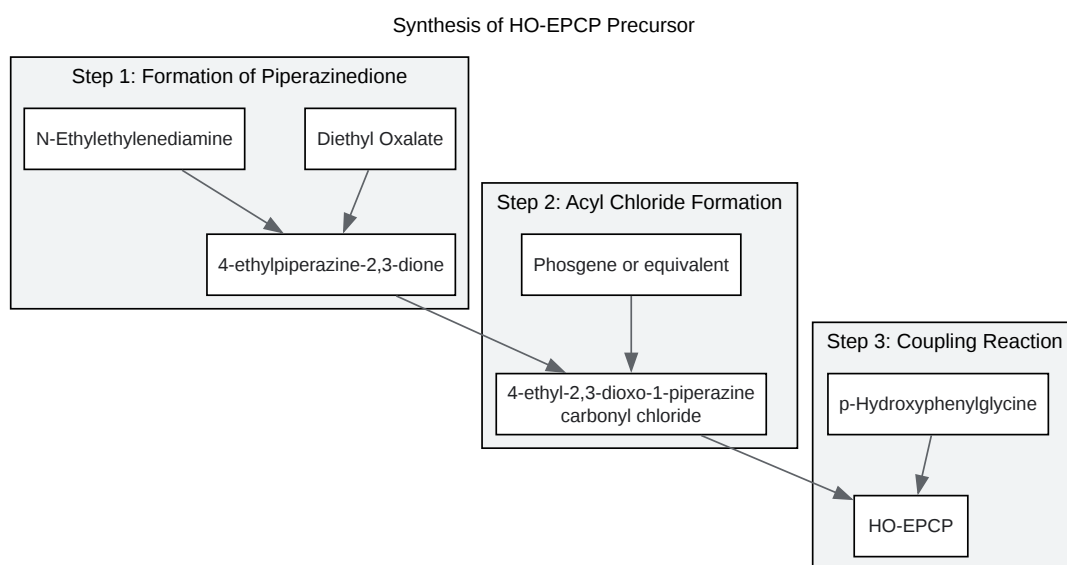 Synthesis of HO-EPCP Precursor
Step 1: Formation of Piperazinedione
N-Ethylethylenediamine
Diethyl Oxalate
4-ethylpiperazine-2,3-dione
Step 2: Acyl Chloride Formation
Phosgene or equivalent
4-ethyl-2,3-dioxo-1-piperazine
carbonyl chloride
Step 3: Coupling Reaction
p-Hydroxyphenylglycine
HO-EPCP